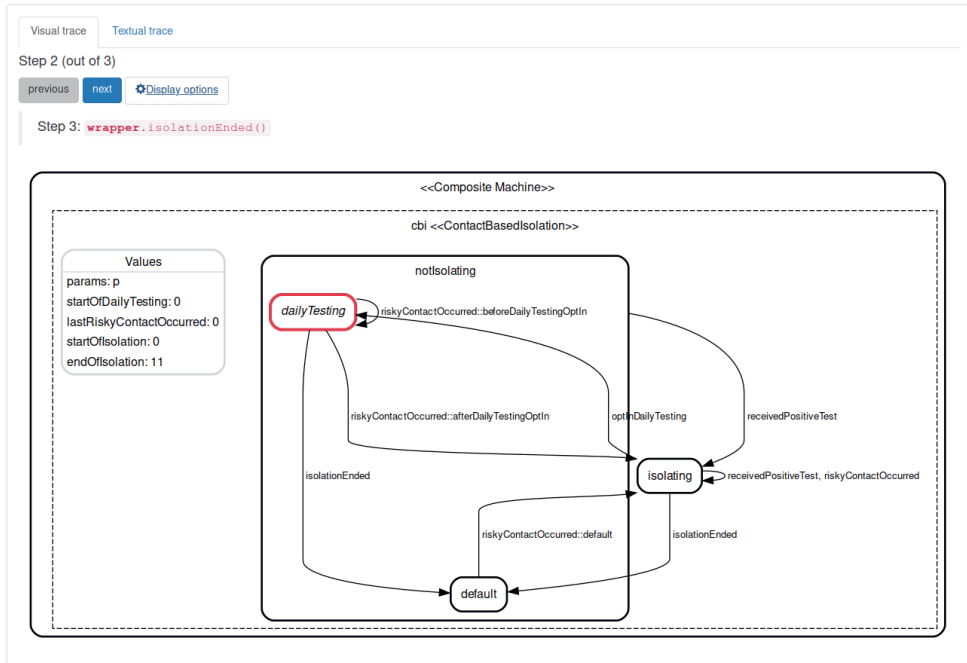 Visual trace
Textual trace
Step 2 (out of 3)
previous
next
Display options
Step 3: wrapper.isolationEnded()
<<Composite Machine>>
cbi <<ContactBasedIsolation>>
Values
params: p
startOfDailyTesting: 0
lastRiskyContactOccurred: 0
startOfIsolation: 0
endOfIsolation: 11
notIsolating
dailyTesting
riskyContactOccurred::beforeDailyTestingOptIn
riskyContactOccurred::afterDailyTestingOptIn
optInDailyTesting
receivedPositiveTest
isolationEnded
isolating
receivedPositiveTest, riskyContactOccurred
riskyContactOccurred::default
isolationEnded
default